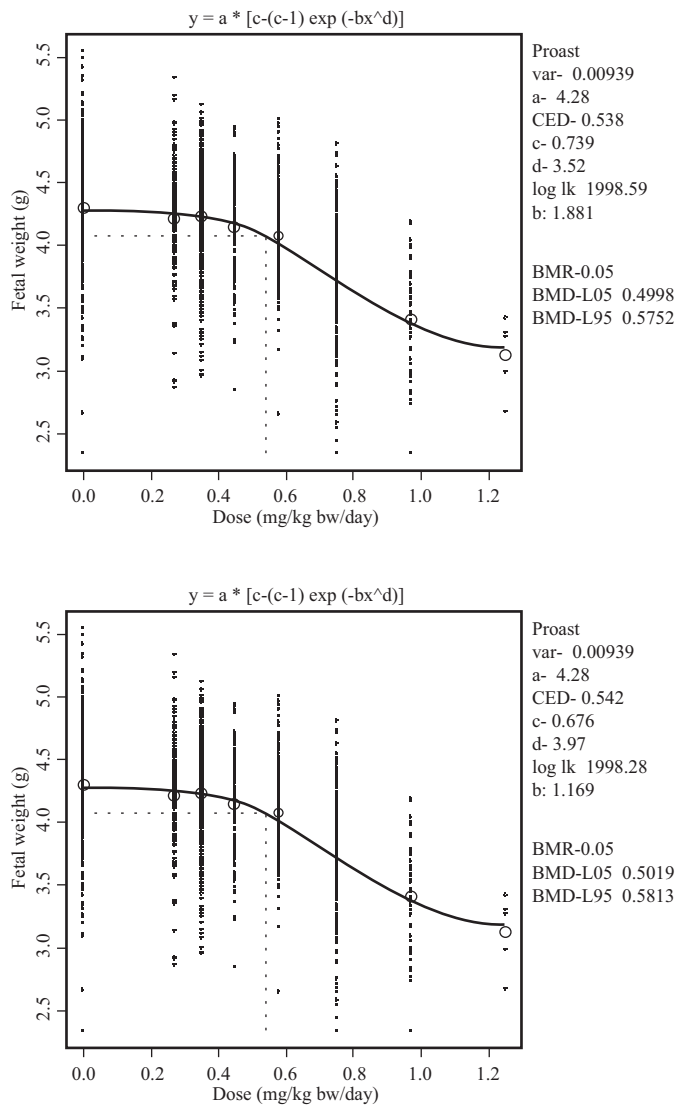 y = a * [c-(c-1) exp (-bx^d)]
5.5
5.0
4.5
4.0
3.5
3.0
2.5
Fetal weight (g)
0.0 0.2 0.4 0.6 0.8 1.0 1.2
Dose (mg/kg bw/day)
Proast
var- 0.00939
a- 4.28
CED- 0.538
c- 0.739
d- 3.52
log lk 1998.59
b: 1.881
BMR-0.05
BMD-L05 0.4998
BMD-L95 0.5752
y = a * [c-(c-1) exp (-bx^d)]
5.5
5.0
4.5
4.0
3.5
3.0
2.5
Fetal weight (g)
0.0 0.2 0.4 0.6 0.8 1.0 1.2
Dose (mg/kg bw/day)
Proast
var- 0.00939
a- 4.28
CED- 0.542
c- 0.676
d- 3.97
log lk 1998.28
b: 1.169
BMR-0.05
BMD-L05 0.5019
BMD-L95 0.5813